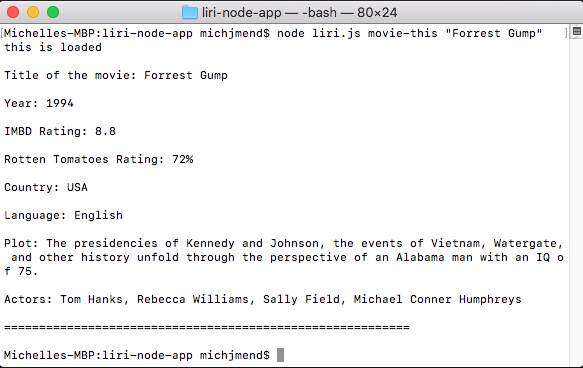 liri-node-app — -bash — 80×24
[Michelles-MBP:liri-node-app michjmend$ node liri.js movie-this "Forrest Gump" ]
this is loaded
Title of the movie: Forrest Gump
Year: 1994
IMBD Rating: 8.8
Rotten Tomatoes Rating: 72%
Country: USA
Language: English
Plot: The presidencies of Kennedy and Johnson, the events of Vietnam, Watergate,
and other history unfold through the perspective of an Alabama man with an IQ o
f 75.
Actors: Tom Hanks, Rebecca Williams, Sally Field, Michael Conner Humphreys
==========================================================
Michelles-MBP:liri-node-app michjmend$